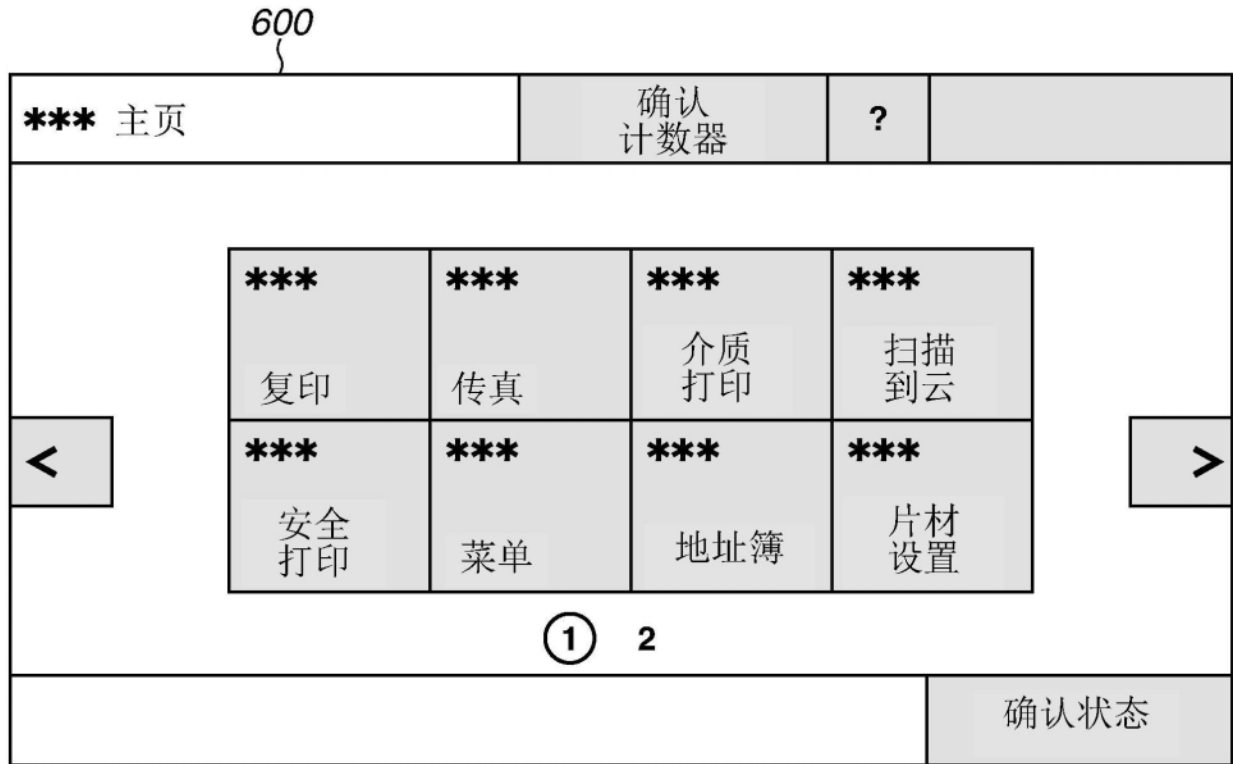 600
*** 主页
确认
计数器
?
***
复印
***
传真
***
介质
打印
***
扫描
到云
<
>
***
安全
打印
***
菜单
***
地址簿
***
片材
设置
1 2
确认状态